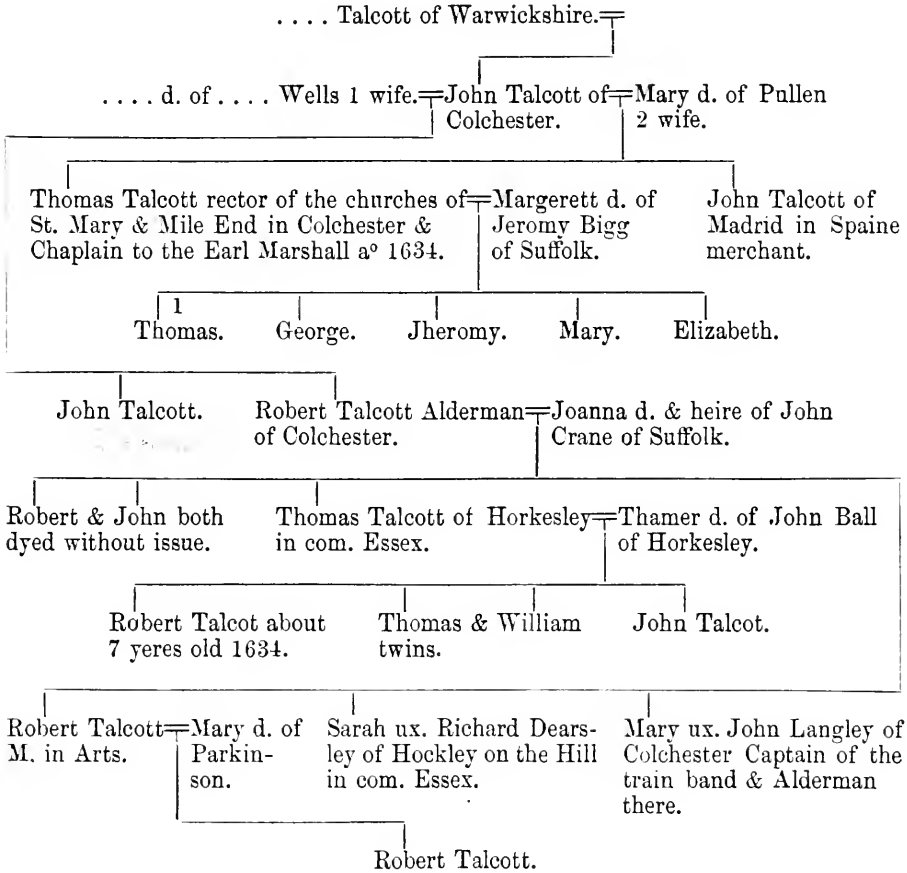 . . . . Talcott of Warwickshire.
. . . . d. of . . . . Wells 1 wife.
John Talcott of
Colchester.
Mary d. of Pullen
2 wife.
Thomas Talcott rector of the churches of
St. Mary & Mile End in Colchester &
Chaplain to the Earl Marshall aº 1634.
Margerett d. of
Jeromy Bigg
of Suffolk.
John Talcott of
Madrid in Spaine
merchant.
1
Thomas.
George.
Jheromy.
Mary.
Elizabeth.
John Talcott.
Robert Talcott Alderman
of Colchester.
Joanna d. & heire of John
Crane of Suffolk.
Robert & John both
dyed without issue.
Thomas Talcott of Horkesley
in com. Essex.
Thamer d. of John Ball
of Horkesley.
Robert Talcot about
7 yeres old 1634.
Thomas & William
twins.
John Talcot.
Robert Talcott
M. in Arts.
Mary d. of
Parkin-
son.
Sarah ux. Richard Dears-
ley of Hockley on the Hill
in com. Essex.
Mary ux. John Langley of
Colchester Captain of the
train band & Alderman
there.
Robert Talcott.